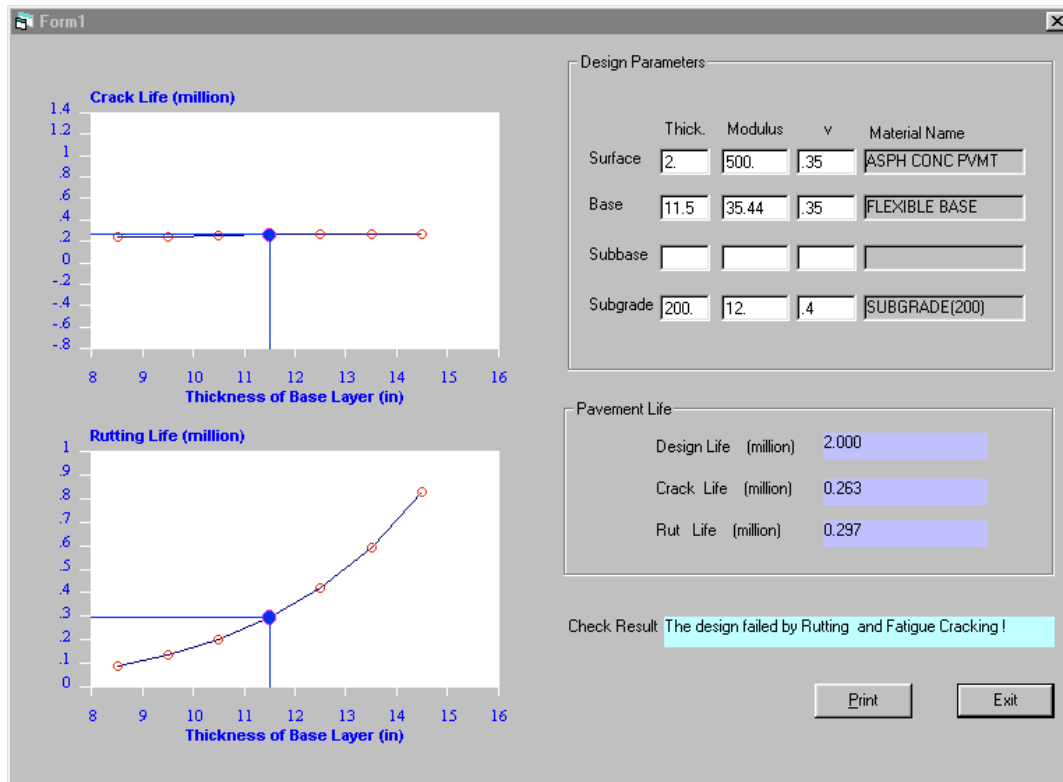 Form1
Crack Life (million)
1.4
1.2
1
.8
.6
.4
.2
0
-.2
-.4
-.6
-.8
8 9 10 11 12 13 14 15 16
Thickness of Base Layer (in)
Rutting Life (million)
1
.9
.8
.7
.6
.5
.4
.3
.2
.1
0
8 9 10 11 12 13 14 15 16
Thickness of Base Layer (in)
Design Parameters
Thick. Modulus v Material Name
Surface 2. 500. .35 ASPH CONC PVMT
Base 11.5 35.44 .35 FLEXIBLE BASE
Subbase
Subgrade 200. 12. .4 SUBGRADE(200)
Pavement Life
Design Life (million) 2.000
Crack Life (million) 0.263
Rut Life (million) 0.297
Check Result The design failed by Rutting and Fatigue Cracking !
Print Exit